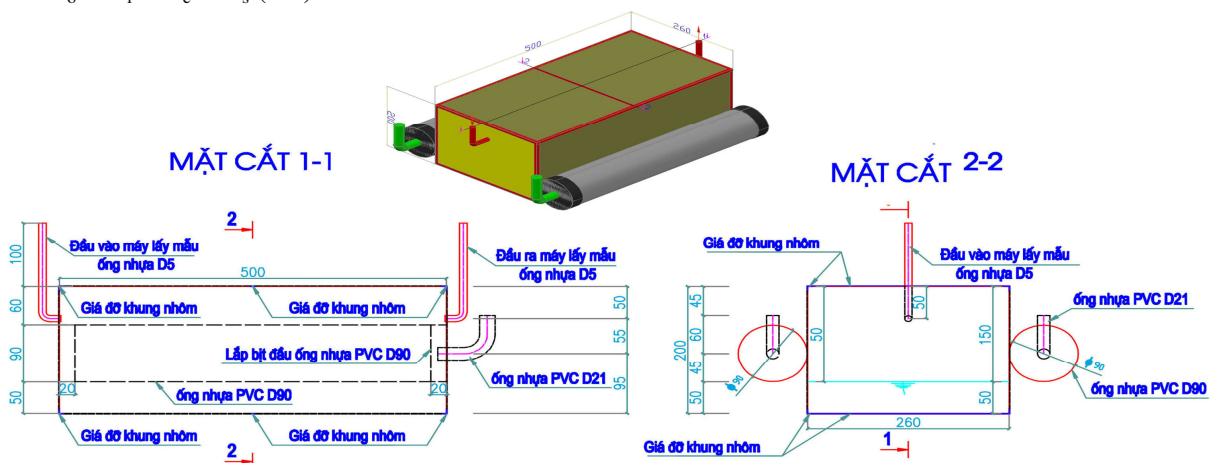 500
260
200
MẶT CẮT 1-1
MẶT CẮT 2-2
2
Đầu vào máy lấy mẫu
ống nhựa D5
Đầu ra máy lấy mẫu
ống nhựa D5
500
Giá đỡ khung nhôm
Giá đỡ khung nhôm
100
60
90
50
50
55
95
Lắp bịt đầu ống nhựa PVC D90
ống nhựa PVC D21
20
20
ống nhựa PVC D90
Giá đỡ khung nhôm
Giá đỡ khung nhôm
2
Giá đỡ khung nhôm
Đầu vào máy lấy mẫu
ống nhựa D5
ống nhựa PVC D21
200
45
60
45
50
50
50
150
50
ϕ 90
ϕ 90
ống nhựa PVC D90
260
Giá đỡ khung nhôm
1